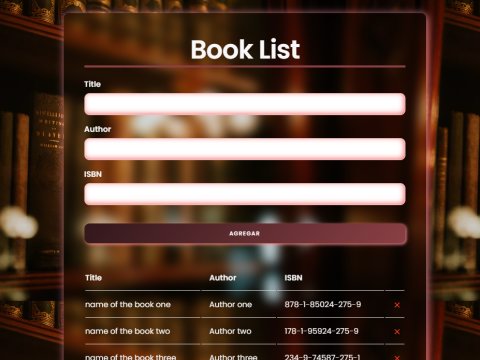 Book List
Title
Author
ISBN
AGREGAR
Title Author ISBN
name of the book one Author one 878-1-85024-275-9 ×
name of the book two Author two 178-1-95924-275-9 ×
name of the book three Author three 234-9-74587-275-1 ×